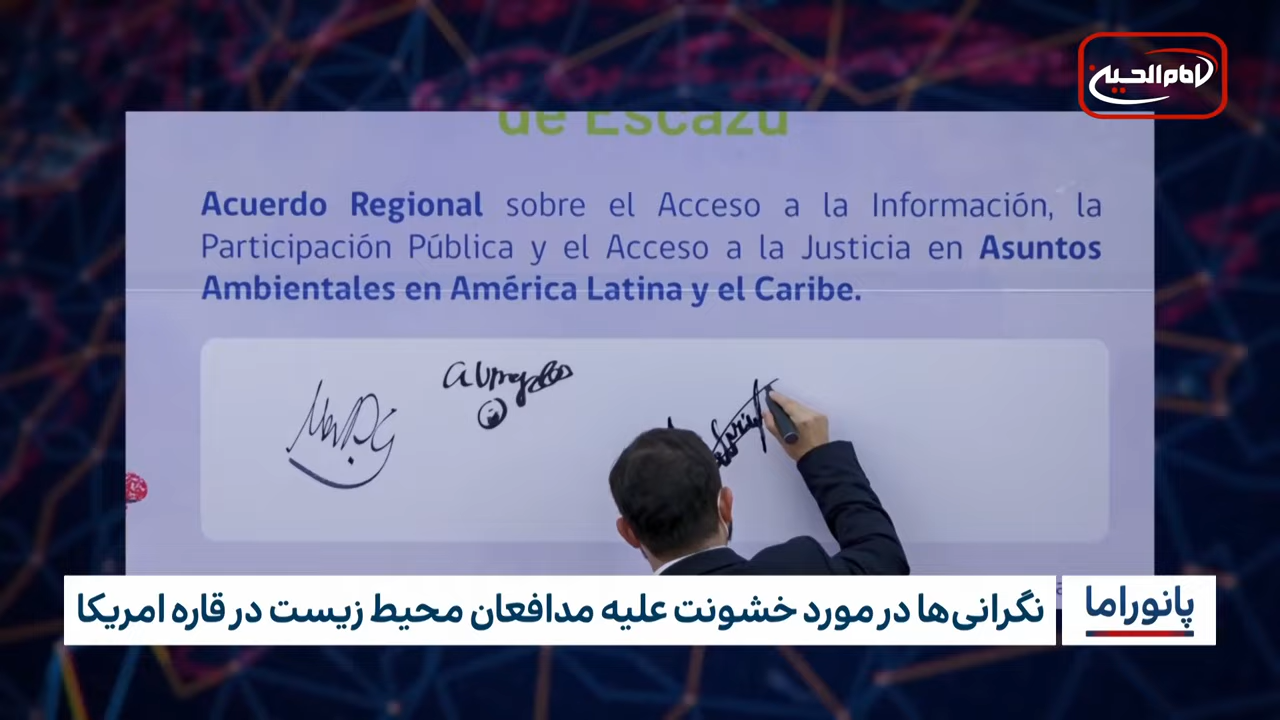 امام الحسین
de Escazú
Acuerdo Regional sobre el Acceso a la Información, la
Participación Pública y el Acceso a la Justicia en Asuntos
Ambientales en América Latina y el Caribe.
پانوراما
نگرانی‌ها در مورد خشونت علیه مدافعان محیط زیست در قاره امریکا